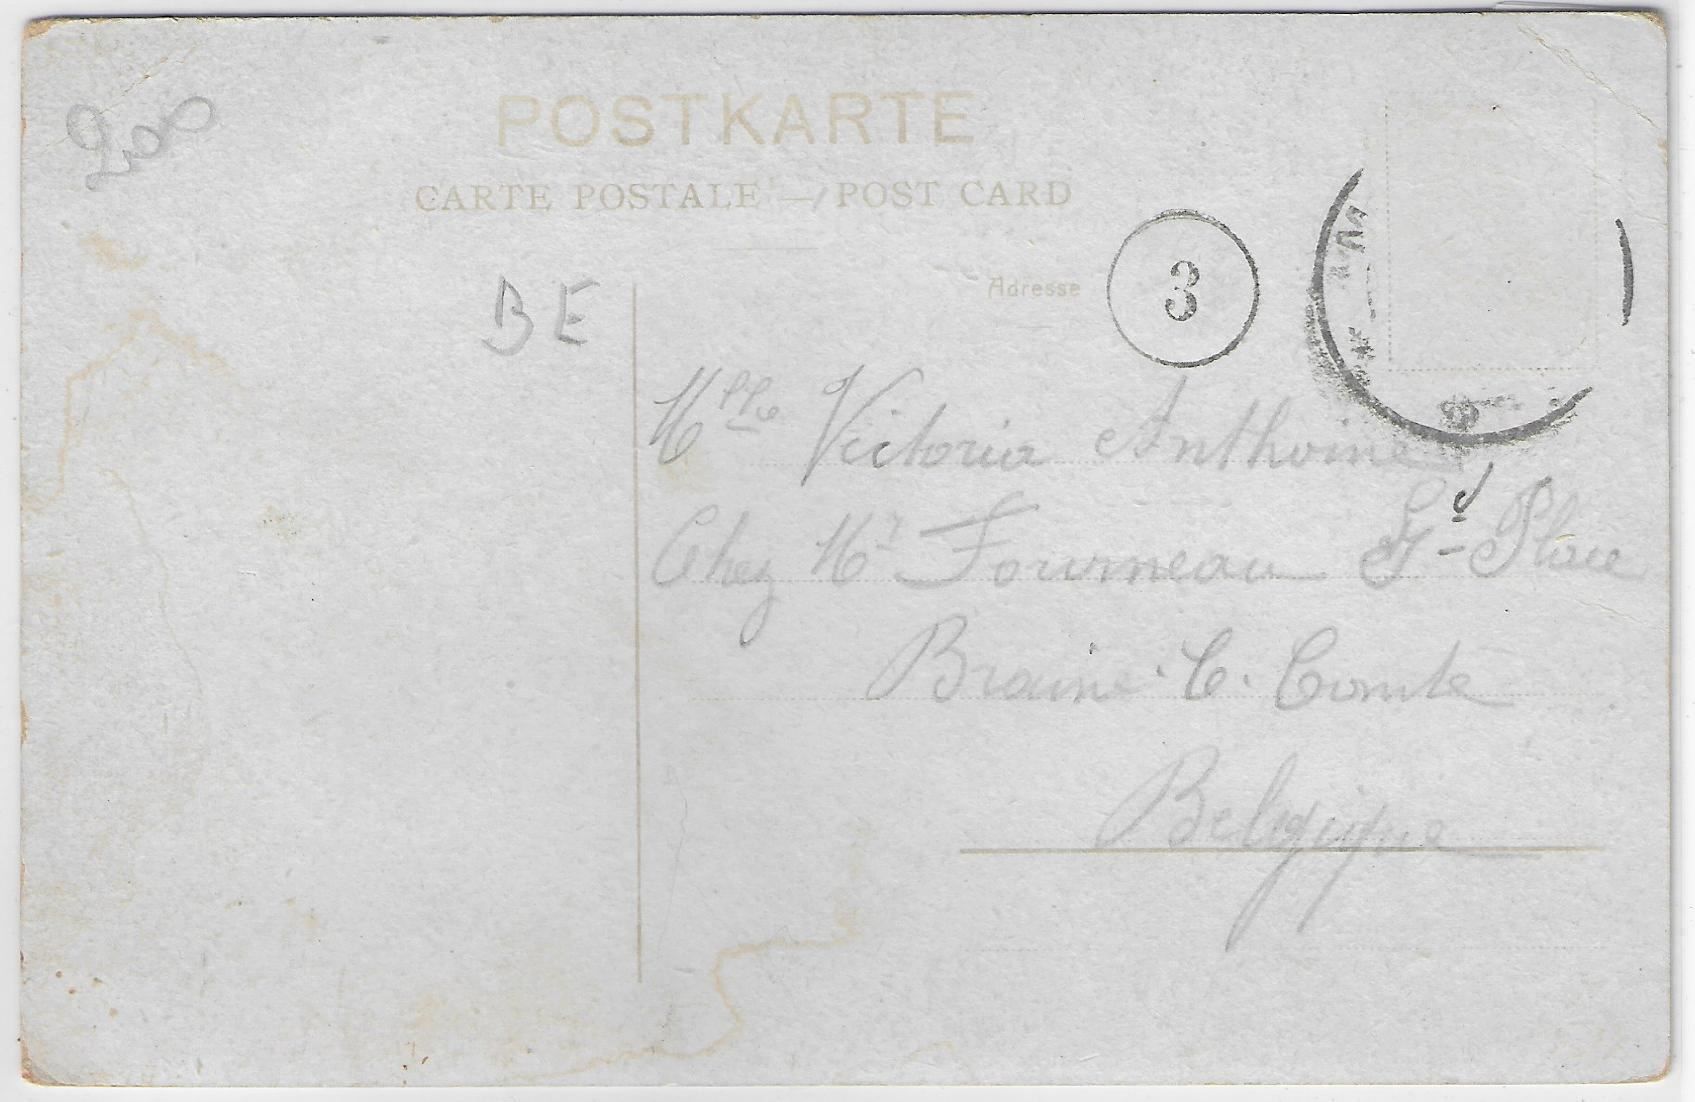 200
POSTKARTE
CARTE POSTALE — POST CARD
Adresse
3
BE
Mlle Victoria Anthoine
Chez Mr Fourneau Gd-Place
Braine. C. Comte
Belgique